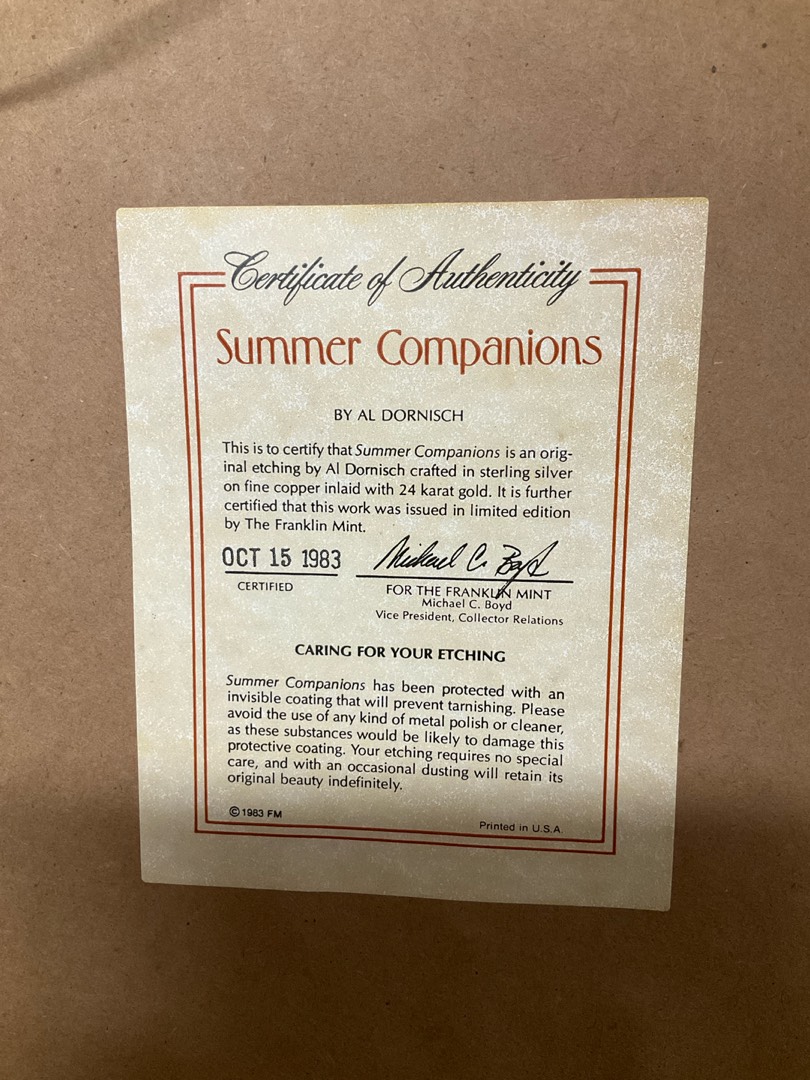 Certificate of Authenticity
Summer Companions
BY AL DORNISCH
This is to certify that Summer Companions is an orig-
inal etching by Al Dornisch crafted in sterling silver
on fine copper inlaid with 24 karat gold. It is further
certified that this work was issued in limited edition
by The Franklin Mint.
OCT 15 1983 Michael C. Boyd
CERTIFIED
FOR THE FRANKLIN MINT
Michael C. Boyd
Vice President, Collector Relations
CARING FOR YOUR ETCHING
Summer Companions has been protected with an
invisible coating that will prevent tarnishing. Please
avoid the use of any kind of metal polish or cleaner,
as these substances would be likely to damage this
protective coating. Your etching requires no special
care, and with an occasional dusting will retain its
original beauty indefinitely.
© 1983 FM
Printed in U.S.A.